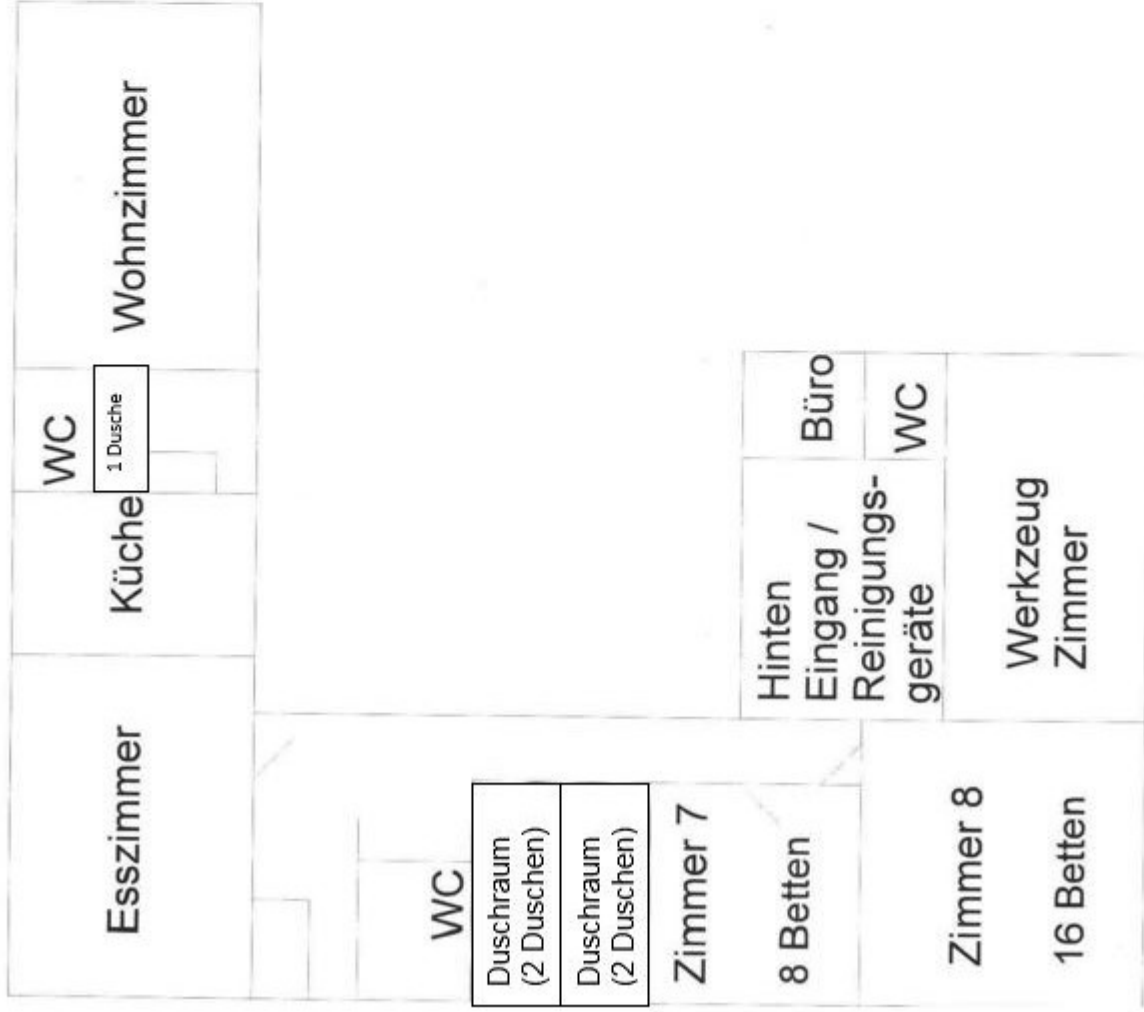 Esszimmer
Küche
WC
1 Dusche
Wohnzimmer
WC
Duschraum
(2 Duschen)
Duschraum
(2 Duschen)
Zimmer 7
8 Betten
Zimmer 8
16 Betten
Hinten
Eingang /
Reinigungs-
geräte
Büro
WC
Werkzeug
Zimmer